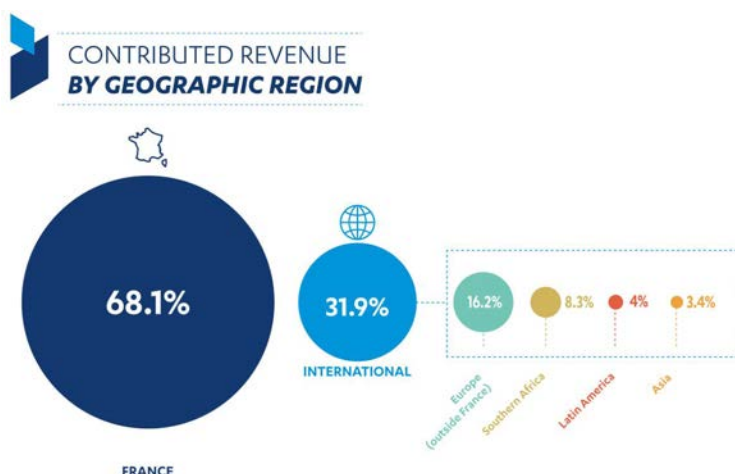 CONTRIBUTED REVENUE
BY GEOGRAPHIC REGION
68.1%
FRANCE
31.9%
INTERNATIONAL
16.2%
8.3%
4%
3.4%
Europe
(outside France)
Southern Africa
Latin America
Asia